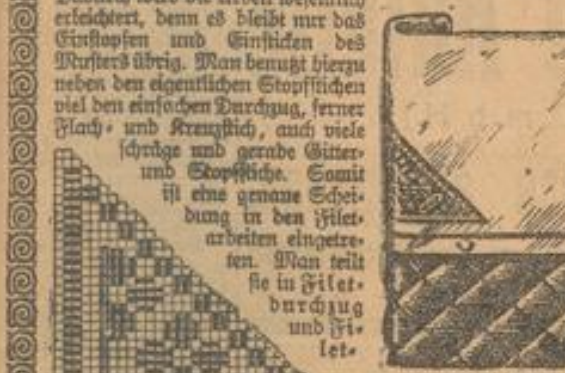 erleichtert, denn es bleibt nur das
Einstopfen und Einsticken des
Musters übrig. Man benutzt hierzu
neben den eigentlichen Stopfstichen
viel den einfachen Durchzug, ferner
Flach- und Kreuzstich, auch viele
schräge und gerade Gitter-
und Stopfstiche. Somit
ist eine genaue Schei-
dung in den Filet-
arbeiten eingetre-
ten. Man teilt
sie in Filet-
durchzug
und Fi-
let-